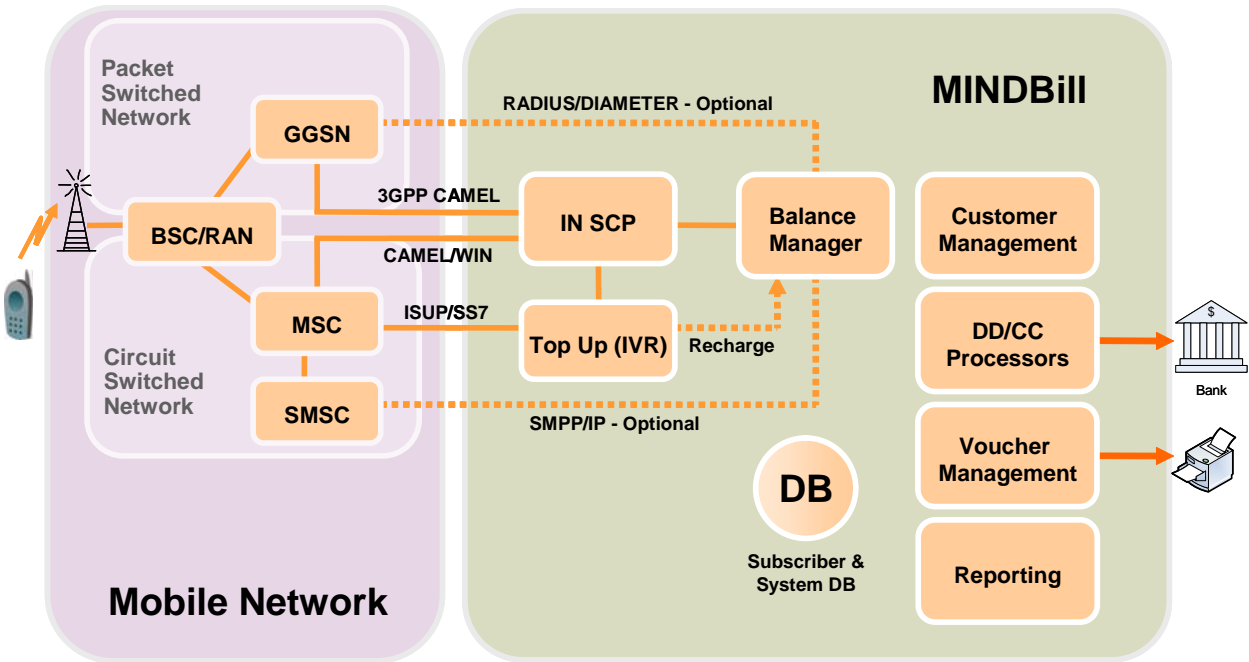 Packet
Switched
Network
GGSN
BSC/RAN
MSC
SMSC
Circuit
Switched
Network
Mobile Network
RADIUS/DIAMETER - Optional
3GPP CAMEL
CAMEL/WIN
ISUP/SS7
IN SCP
Top Up (IVR)
Recharge
SMPP/IP - Optional
Balance
Manager
DB
Subscriber &
System DB
MINDBill
Customer
Management
DD/CC
Processors
Voucher
Management
Reporting
$
Bank